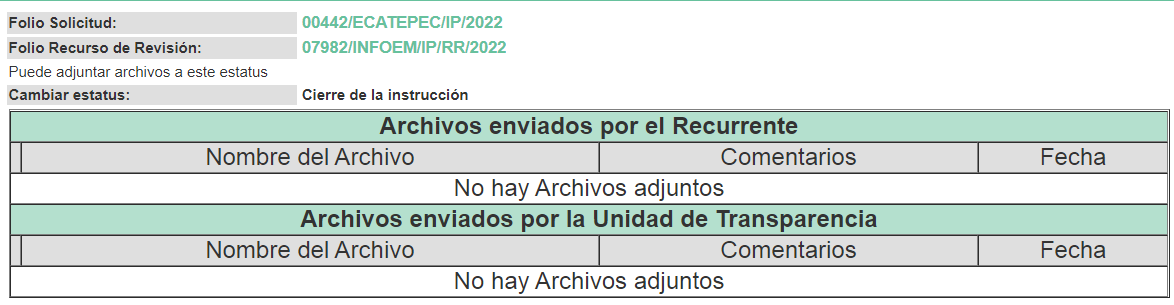 Folio Solicitud: 00442/ECATEPEC/IP/2022
Folio Recurso de Revisión: 07982/INFOEM/IP/RR/2022
Puede adjuntar archivos a este estatus
Cambiar estatus: Cierre de la instrucción
Archivos enviados por el Recurrente
Nombre del Archivo Comentarios Fecha
No hay Archivos adjuntos
Archivos enviados por la Unidad de Transparencia
Nombre del Archivo Comentarios Fecha
No hay Archivos adjuntos